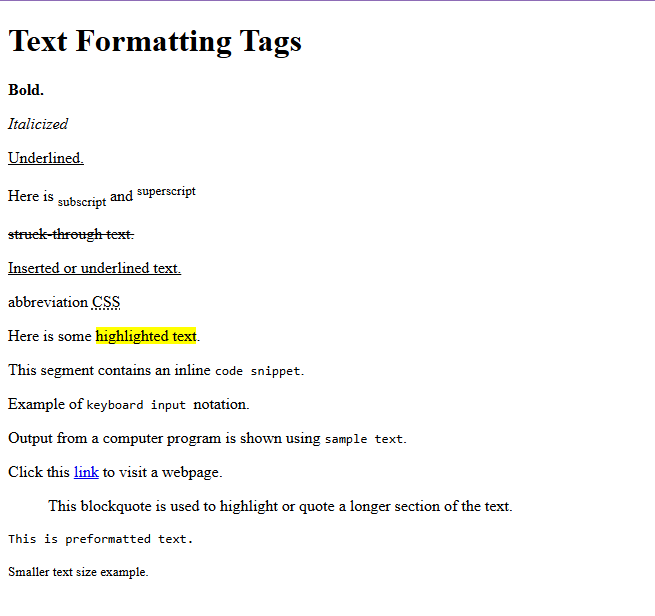 Text Formatting Tags
Bold.
Italicized
Underlined.
Here is subscript and superscript
struck-through text.
Inserted or underlined text.
abbreviation CSS
Here is some highlighted text.
This segment contains an inline code snippet.
Example of keyboard input notation.
Output from a computer program is shown using sample text.
Click this link to visit a webpage.
This blockquote is used to highlight or quote a longer section of the text.
This is preformatted text.
Smaller text size example.